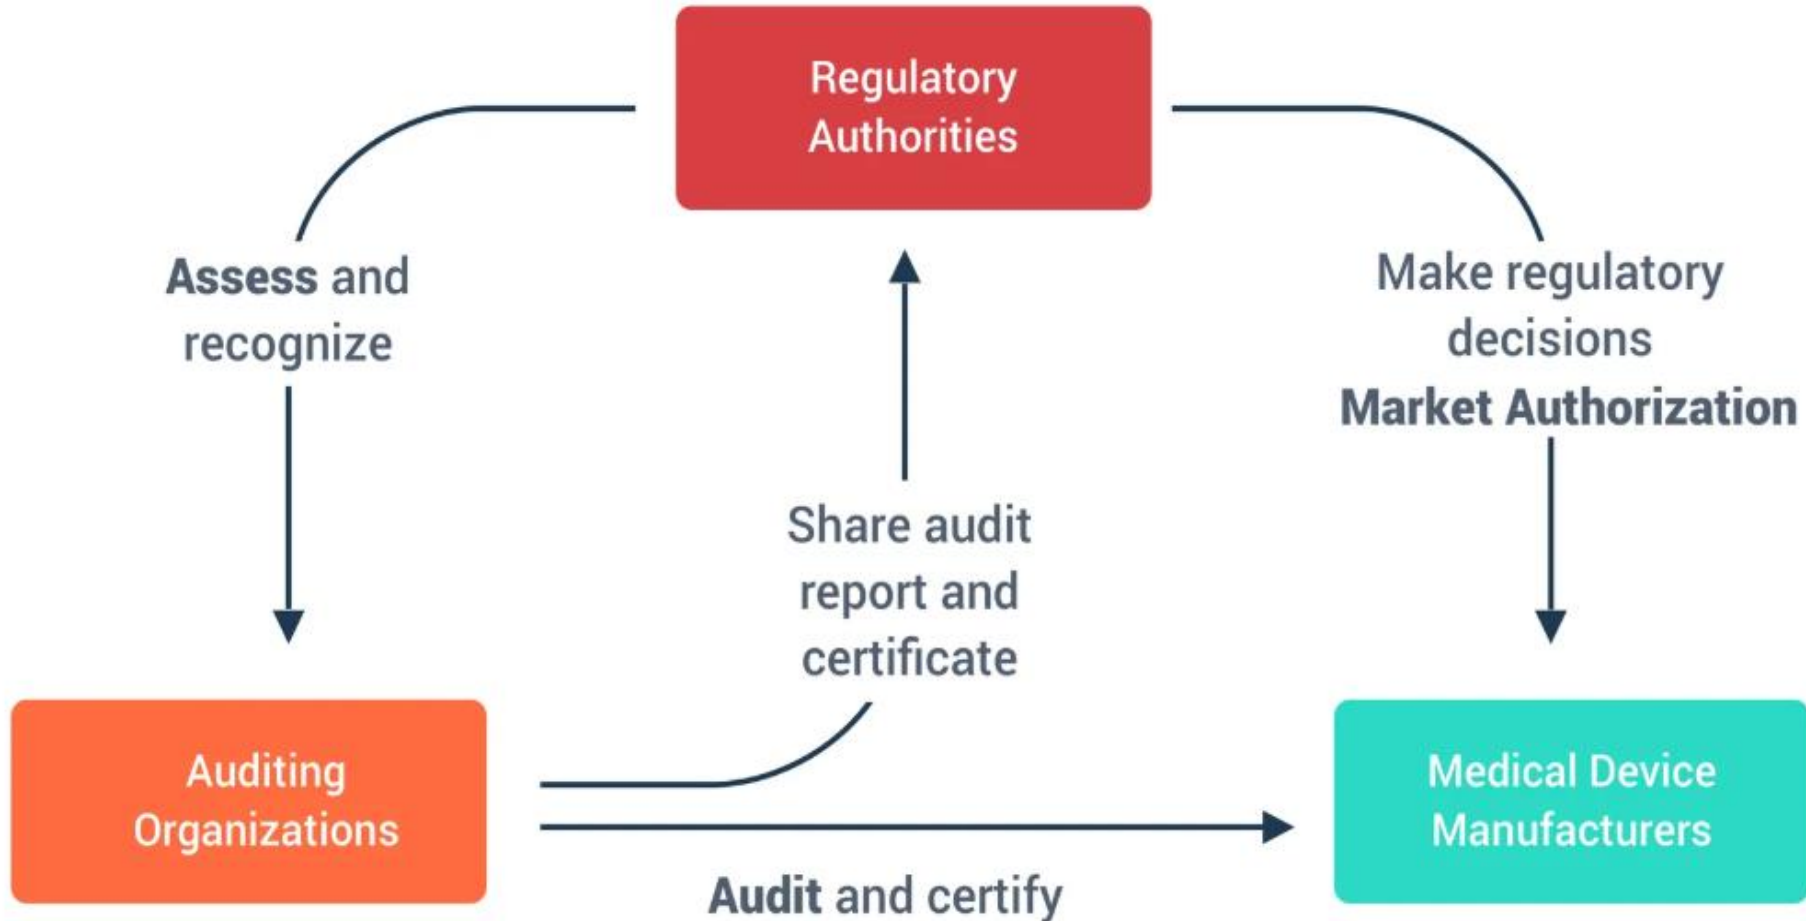 Regulatory
Authorities
Assess and
recognize
Make regulatory
decisions
Market Authorization
Share audit
report and
certificate
Auditing
Organizations
Medical Device
Manufacturers
Audit and certify